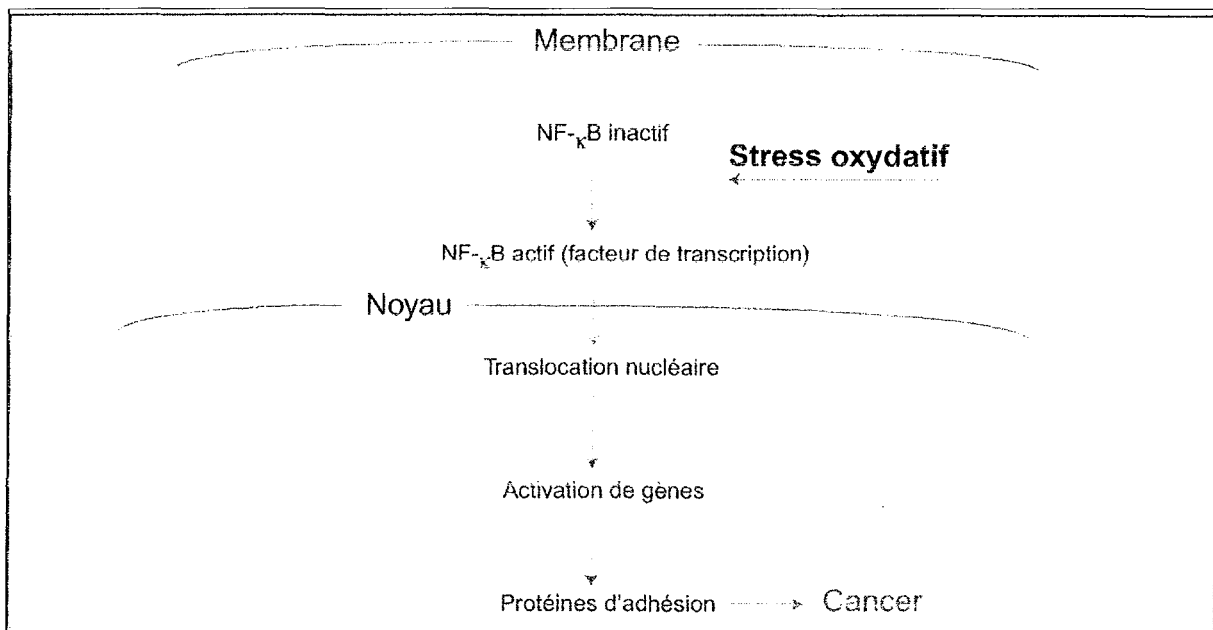 Membrane
NF-κB inactif
Stress oxydatif
NF-κB actif (facteur de transcription)
Noyau
Translocation nucléaire
Activation de gènes
Protéines d'adhésion
Cancer